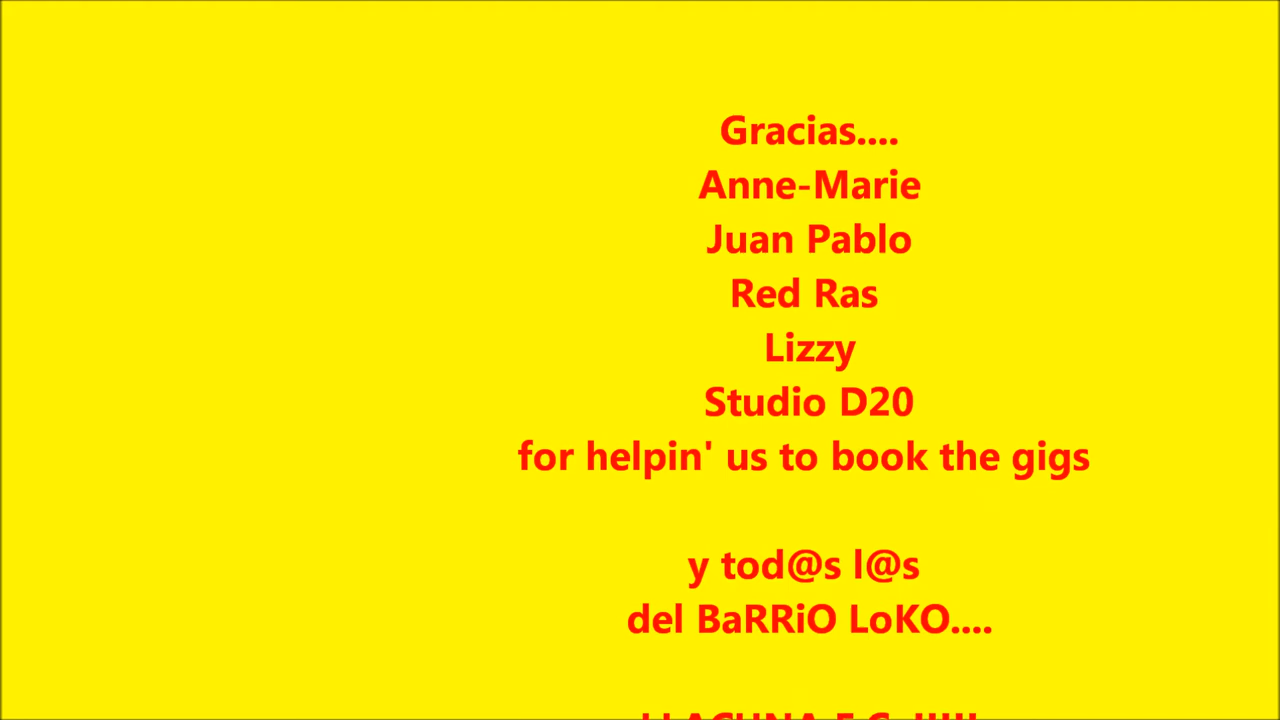 Gracias....
Anne-Marie
Juan Pablo
Red Ras
Lizzy
Studio D20
for helpin' us to book the gigs
y tod@s l@s
del BaRRiO LoKO....